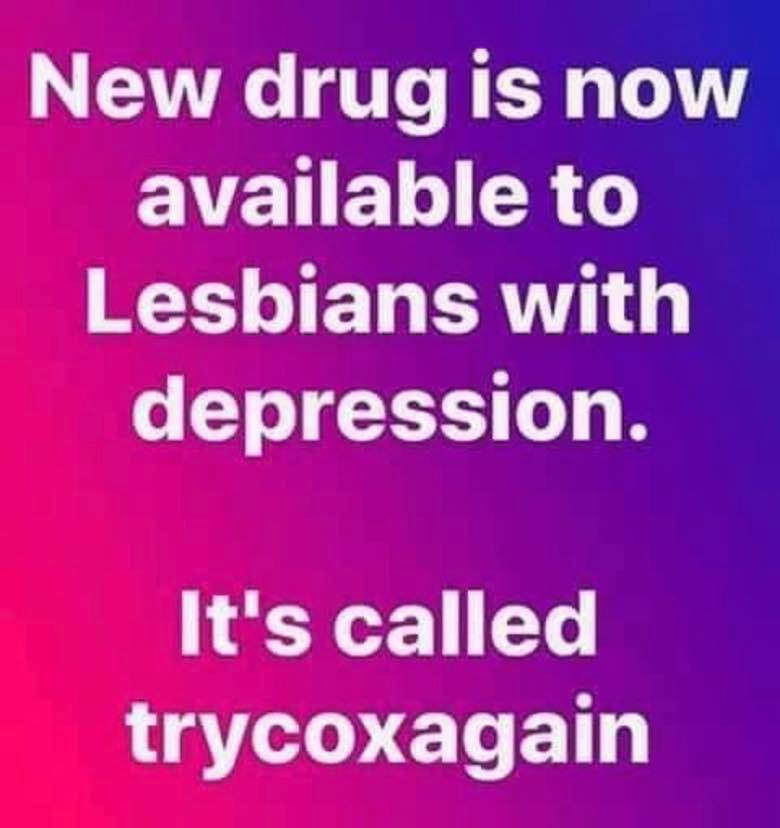 New drug is now
available to
Lesbians with
depression.
It's called
trycoxagain